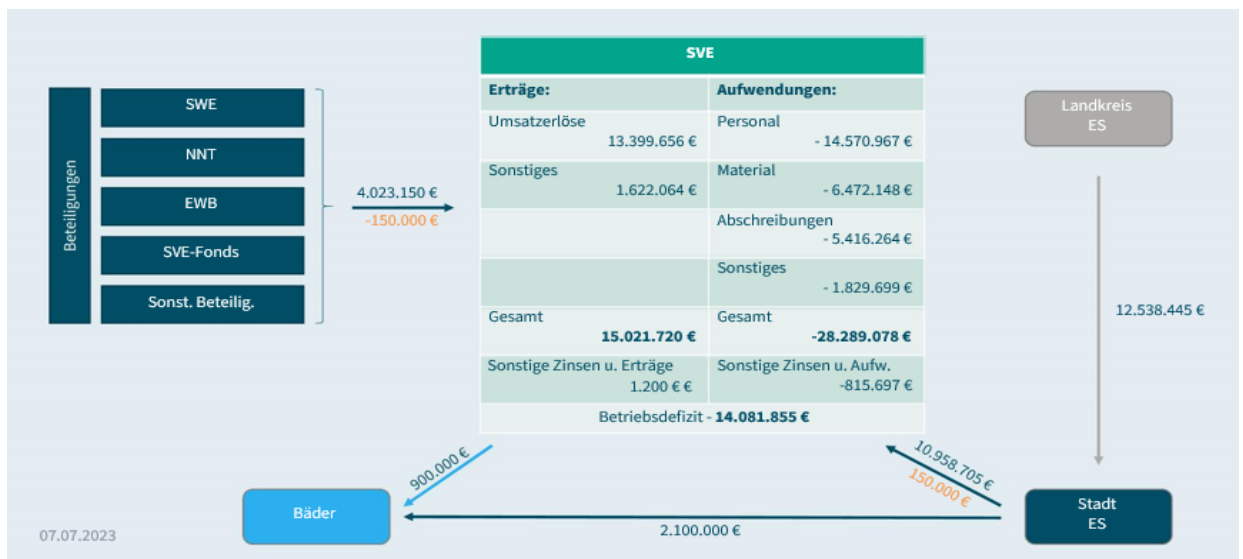 SVE
Erträge:
Aufwendungen:
Umsatzerlöse
13.399.656 €
Personal
- 14.570.967 €
Sonstiges
1.622.064 €
Material
- 6.472.148 €
Abschreibungen
- 5.416.264 €
Sonstiges
- 1.829.699 €
Gesamt
15.021.720 €
Gesamt
-28.289.078 €
Sonstige Zinsen u. Erträge
1.200 € €
Sonstige Zinsen u. Aufw.
-815.697 €
Betriebsdefizit - 14.081.855 €
Beteiligungen
SWE
NNT
EWB
SVE-Fonds
Sonst. Beteilig.
4.023.150 €
-150.000 €
Landkreis
ES
12.538.445 €
10.958.705 €
150.000 €
900.000 €
Bäder
2.100.000 €
Stadt
ES
07.07.2023